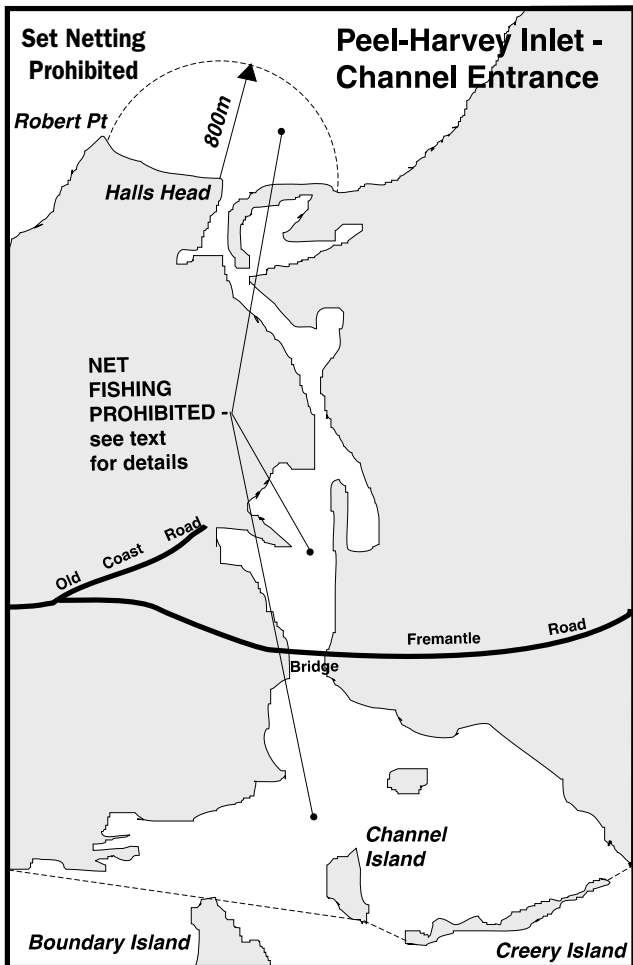 Set Netting
Prohibited
Peel-Harvey Inlet -
Channel Entrance
Robert Pt
800m
Halls Head
NET
FISHING
PROHIBITED -
see text
for details
Old Coast Road
Fremantle Road
Bridge
Channel
Island
Boundary Island
Creery Island